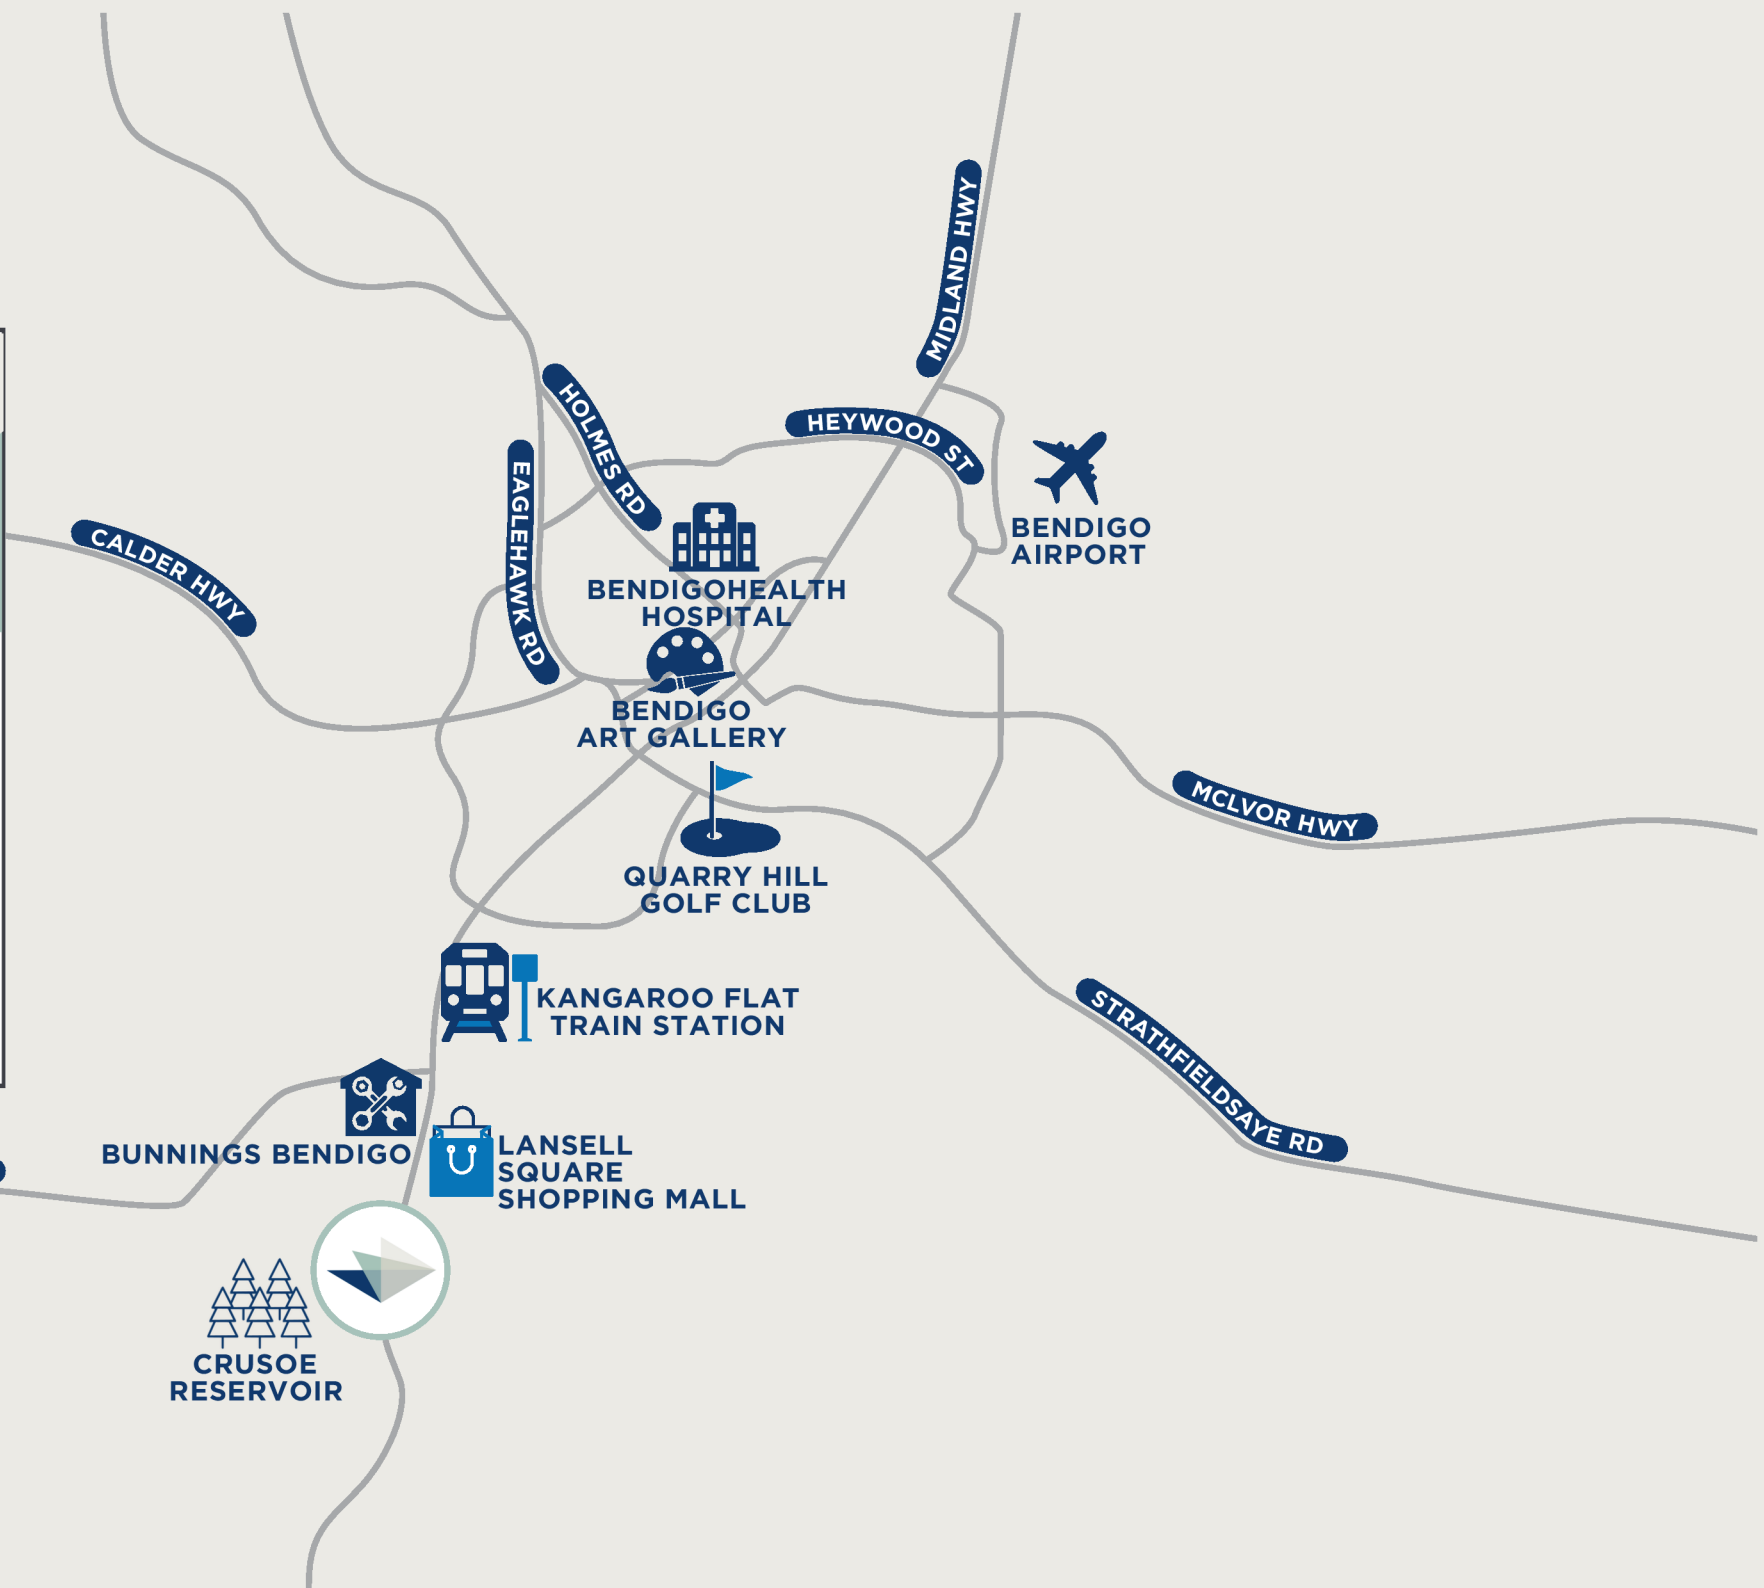 MIDLAND HWY
HOLMES RD
HEYWOOD ST
EAGLEHAWK RD
BENDIGO
AIRPORT
CALDER HWY
BENDIGOHEALTH
HOSPITAL
BENDIGO
ART GALLERY
MCLVOR HWY
QUARRY HILL
GOLF CLUB
KANGAROO FLAT
TRAIN STATION
STRATHFIELDSAYE RD
BUNNINGS BENDIGO
LANSELL
SQUARE
SHOPPING MALL
CRUSOE
RESERVOIR